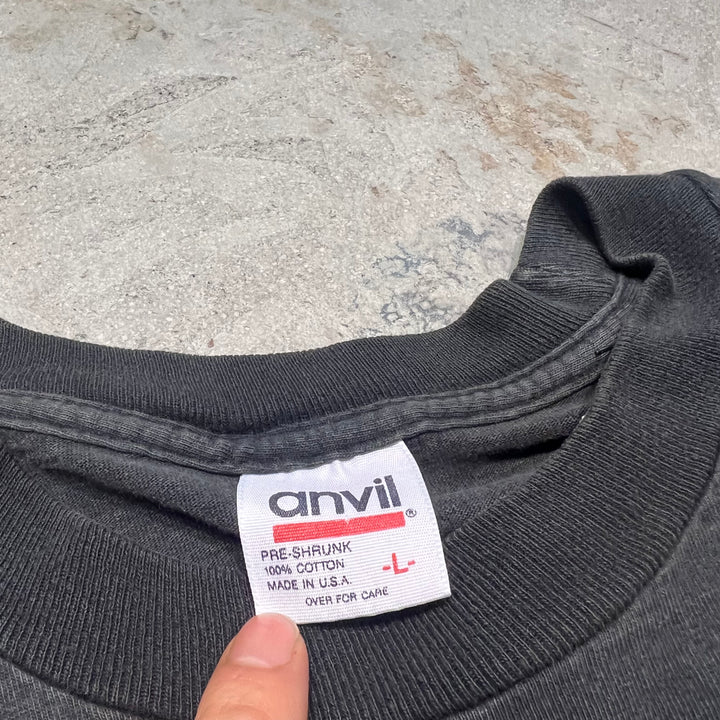 anvil®
PRE-SHRUNK
100% COTTON
MADE IN U.S.A.
-L-
OVER FOR CARE